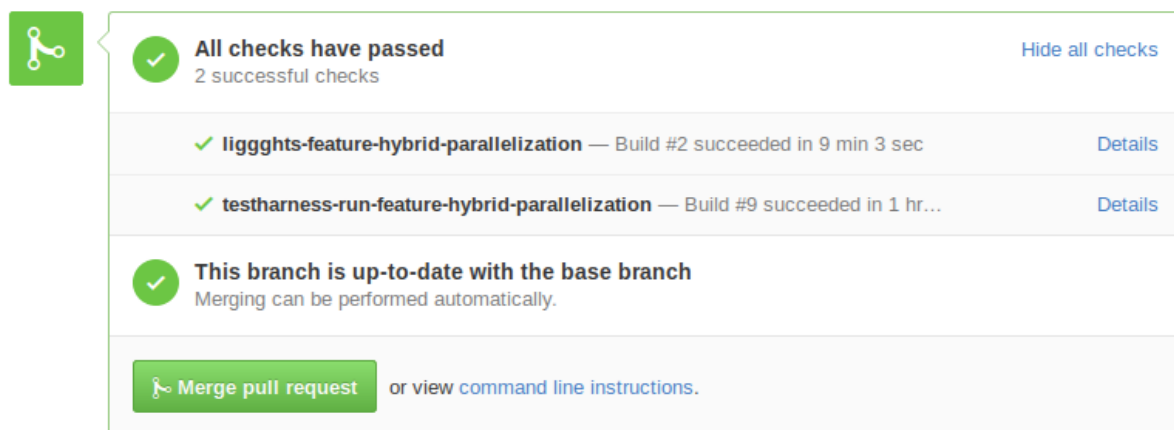 All checks have passed
Hide all checks
2 successful checks
liggghts-feature-hybrid-parallelization — Build #2 succeeded in 9 min 3 sec
Details
testharness-run-feature-hybrid-parallelization — Build #9 succeeded in 1 hr…
Details
This branch is up-to-date with the base branch
Merging can be performed automatically.
Merge pull request or view command line instructions.